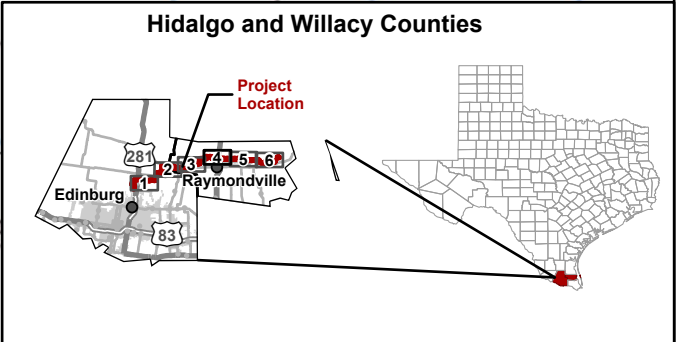 Hidalgo and Willacy Counties
Project
Location
281
1
2
3
4
5
6
Raymondville
Edinburg
83